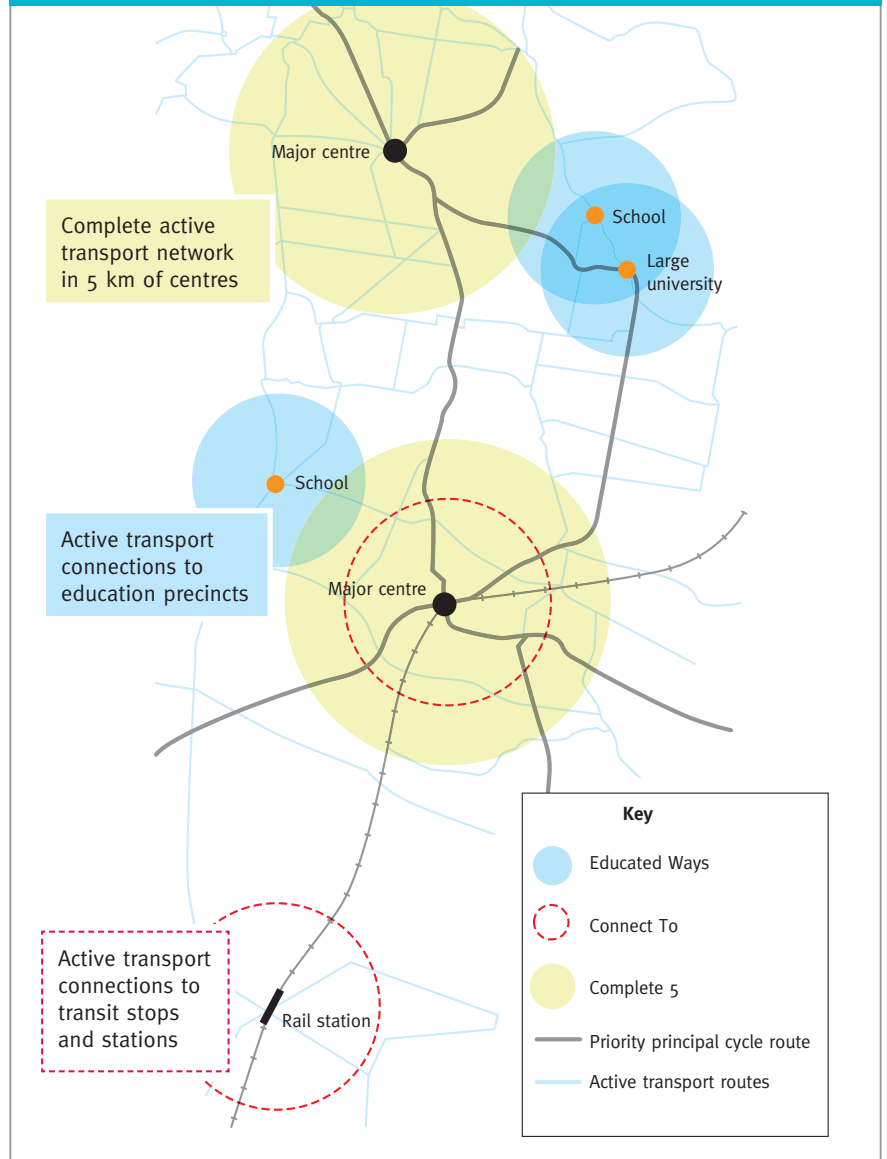 Major centre
School
Large
university
Complete active
transport network
in 5 km of centres
School
Active transport
connections to
education precincts
Major centre
Key
Educated Ways
Connect To
Complete 5
Priority principal cycle route
Active transport routes
Active transport
connections to
transit stops
and stations
Rail station